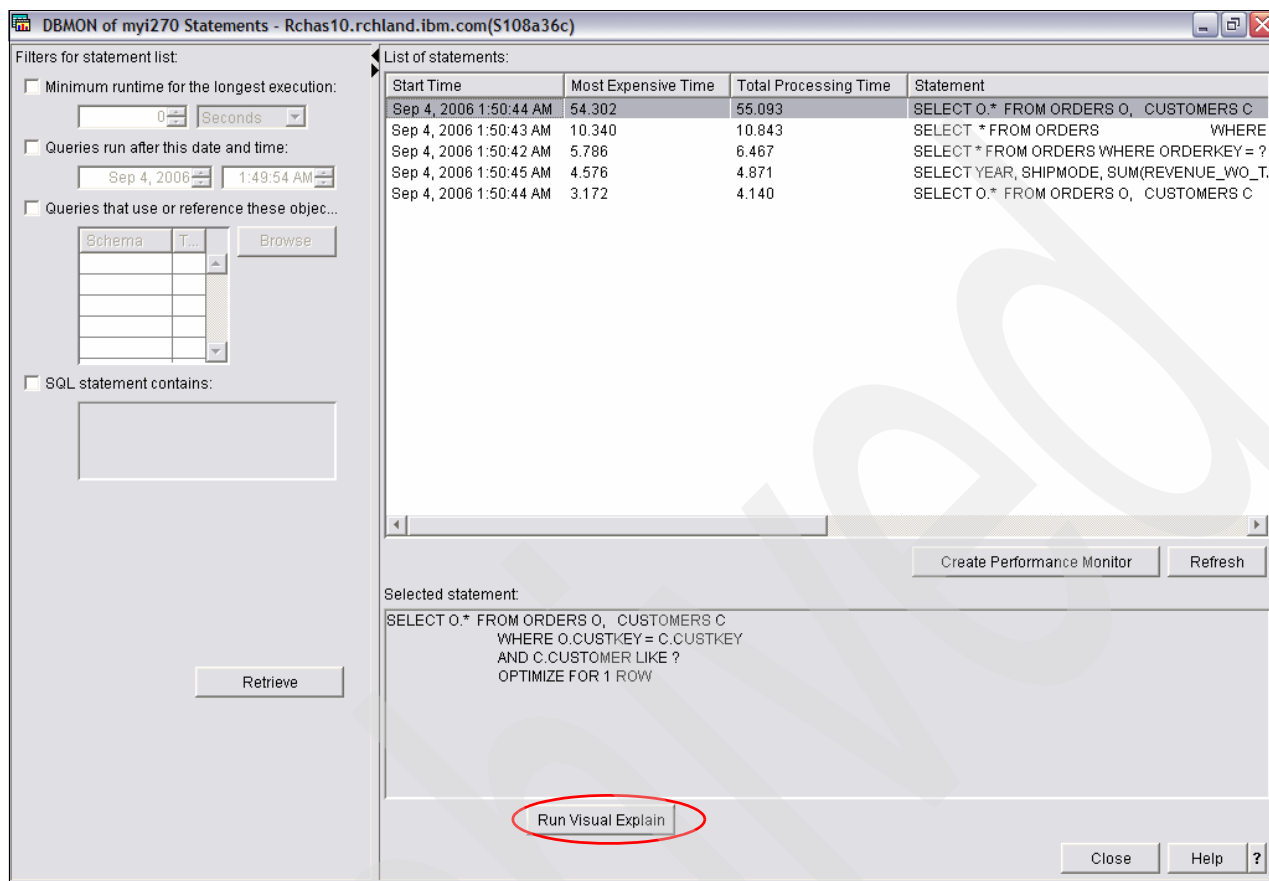 DBMON of myi270 Statements - Rchas10.rchland.ibm.com(S108a36c)
Filters for statement list:
Minimum runtime for the longest execution:
0 Seconds
Queries run after this date and time:
Sep 4, 2006 1:49:54 AM
Queries that use or reference these objec...
Schema T... Browse
SQL statement contains:
Retrieve
List of statements:
Start Time Most Expensive Time Total Processing Time Statement
Sep 4, 2006 1:50:44 AM 54.302 55.093 SELECT O.* FROM ORDERS O, CUSTOMERS C
Sep 4, 2006 1:50:43 AM 10.340 10.843 SELECT * FROM ORDERS WHERE
Sep 4, 2006 1:50:42 AM 5.786 6.467 SELECT * FROM ORDERS WHERE ORDERKEY = ?
Sep 4, 2006 1:50:45 AM 4.576 4.871 SELECT YEAR, SHIPMODE, SUM(REVENUE_WO_T
Sep 4, 2006 1:50:44 AM 3.172 4.140 SELECT O.* FROM ORDERS O, CUSTOMERS C
Create Performance Monitor Refresh
Selected statement:
SELECT O.* FROM ORDERS O, CUSTOMERS C
WHERE O.CUSTKEY = C.CUSTKEY
AND C.CUSTOMER LIKE ?
OPTIMIZE FOR 1 ROW
Run Visual Explain
Close Help ?